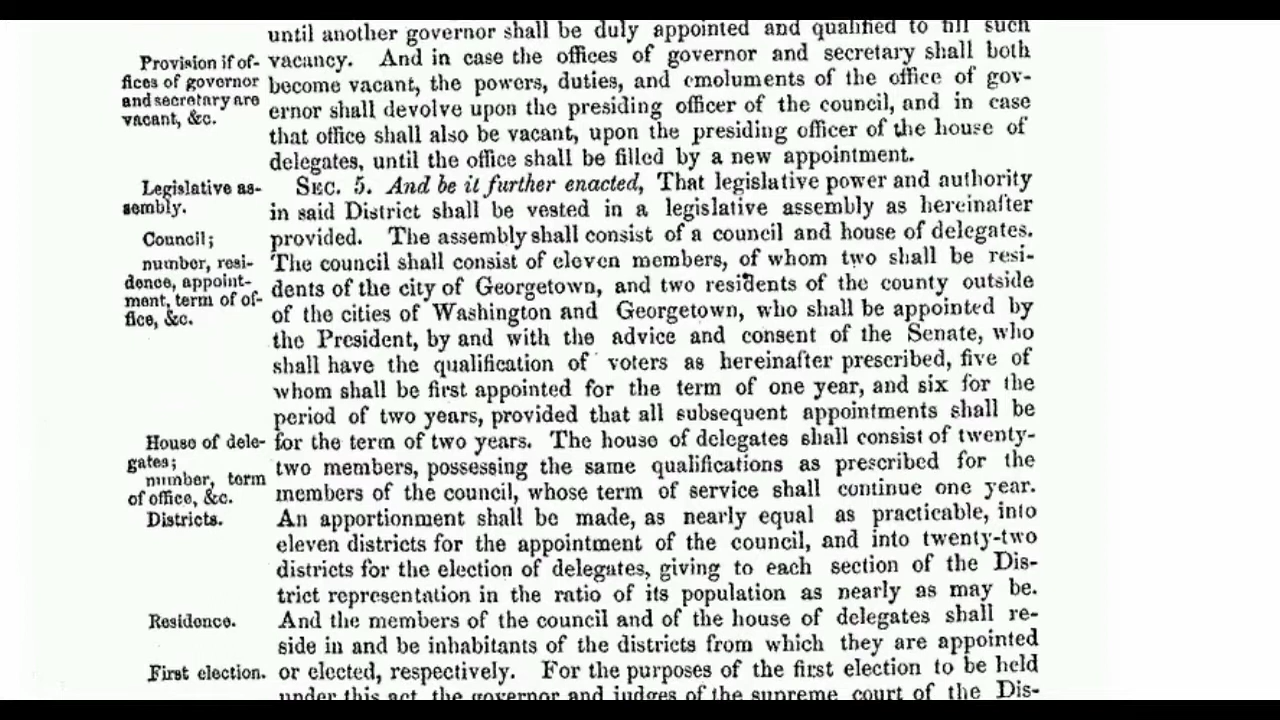 until another governor shall be duly appointed and qualified to fill such
Provision if of-
fices of governor
and secretary are
vacant, &c.
vacancy. And in case the offices of governor and secretary shall both
become vacant, the powers, duties, and emoluments of the office of gov-
ernor shall devolve upon the presiding officer of the council, and in case
that office shall also be vacant, upon the presiding officer of the house of
delegates, until the office shall be filled by a new appointment.
Legislative as-
sembly.
SEC. 5. And be it further enacted, That legislative power and authority
in said District shall be vested in a legislative assembly as hereinafter
Council;
number, resi-
dence, appoint-
ment, term of of-
fice, &c.
provided. The assembly shall consist of a council and house of delegates.
The council shall consist of eleven members, of whom two shall be resi-
dents of the city of Georgetown, and two residents of the county outside
of the cities of Washington and Georgetown, who shall be appointed by
the President, by and with the advice and consent of the Senate, who
shall have the qualification of voters as hereinafter prescribed, five of
whom shall be first appointed for the term of one year, and six for the
period of two years, provided that all subsequent appointments shall be
House of dele-
gates;
number, term
of office, &c.
for the term of two years. The house of delegates shall consist of twenty-
two members, possessing the same qualifications as prescribed for the
members of the council, whose term of service shall continue one year.
Districts.
An apportionment shall be made, as nearly equal as practicable, into
eleven districts for the appointment of the council, and into twenty-two
districts for the election of delegates, giving to each section of the Dis-
trict representation in the ratio of its population as nearly as may be.
Residence.
And the members of the council and of the house of delegates shall re-
side in and be inhabitants of the districts from which they are appointed
First election.
or elected, respectively. For the purposes of the first election to be held
under this act, the governor and judges of the supreme court of the Dis-